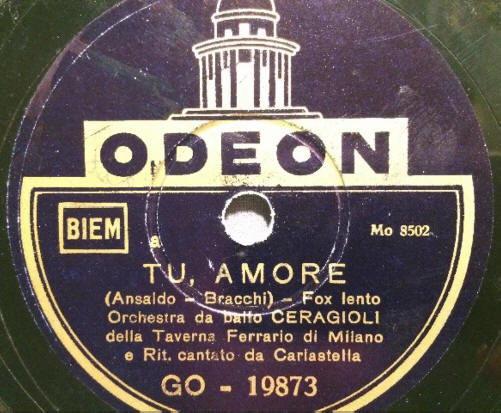 ODEON
BIEM
a
Mo 8502
TU, AMORE
(Ansaldo - Bracchi) - Fox lento
Orchestra da ballo CERAGIOLI
della Taverna Ferrario di Milano
e Rit. cantato da Carlastella
GO - 19873